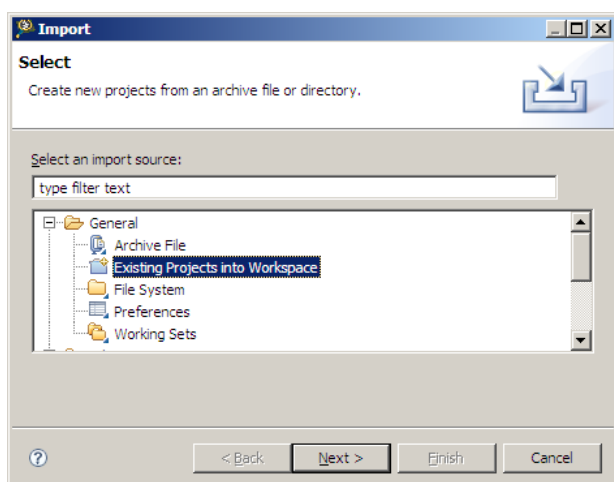 Import
Select
Create new projects from an archive file or directory.
Select an import source:
type filter text
General
Archive File
Existing Projects into Workspace
File System
Preferences
Working Sets
? < Back Next > Finish Cancel